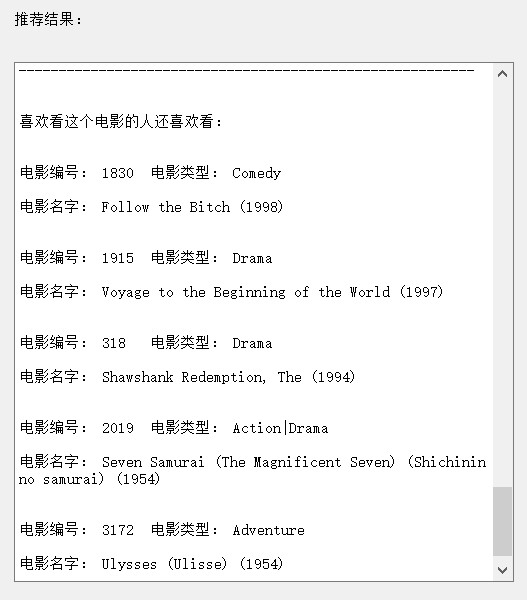 推荐结果：
---------------------------------------------------------
喜欢看这个电影的人还喜欢看：
电影编号： 1830 电影类型： Comedy
电影名字： Follow the Bitch (1998)
电影编号： 1915 电影类型： Drama
电影名字： Voyage to the Beginning of the World (1997)
电影编号： 318 电影类型： Drama
电影名字： Shawshank Redemption, The (1994)
电影编号： 2019 电影类型： Action|Drama
电影名字： Seven Samurai (The Magnificent Seven) (Shichinin
no samurai) (1954)
电影编号： 3172 电影类型： Adventure
电影名字： Ulysses (Ulisse) (1954)